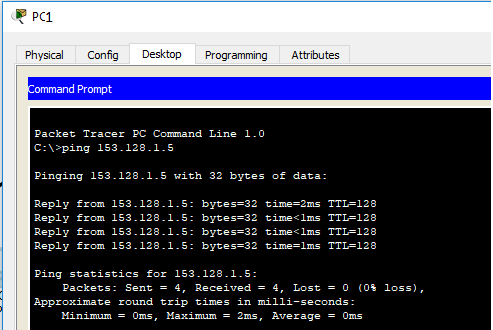 PC1
Physical Config Desktop Programming Attributes
Command Prompt
Packet Tracer PC Command Line 1.0
C:\>ping 153.128.1.5
Pinging 153.128.1.5 with 32 bytes of data:
Reply from 153.128.1.5: bytes=32 time=2ms TTL=128
Reply from 153.128.1.5: bytes=32 time<1ms TTL=128
Reply from 153.128.1.5: bytes=32 time<1ms TTL=128
Reply from 153.128.1.5: bytes=32 time=1ms TTL=128
Ping statistics for 153.128.1.5:
Packets: Sent = 4, Received = 4, Lost = 0 (0% loss),
Approximate round trip times in milli-seconds:
Minimum = 0ms, Maximum = 2ms, Average = 0ms